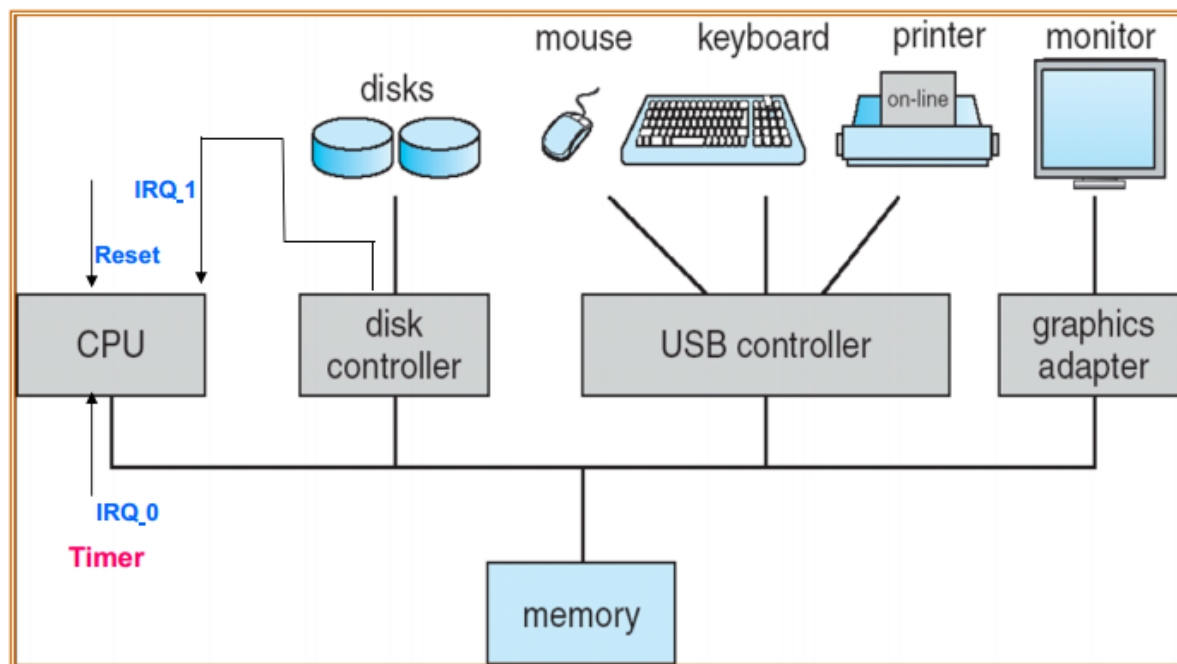 mouse
keyboard
printer
monitor
disks
on-line
IRQ_1
Reset
CPU
disk
controller
USB controller
graphics
adapter
IRQ_0
Timer
memory